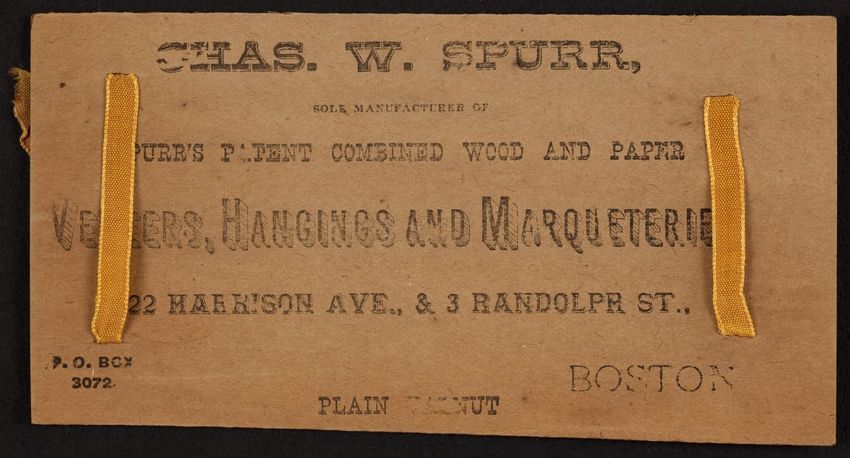 CHAS. W. SPURR,
SOLE MANUFACTURER OF
SPURR'S PATENT COMBINED WOOD AND PAPER
VENEERS, HANGINGS AND MARQUETERIE
22 HARRISON AVE., & 3 RANDOLPH ST.,
P. O. BOX
3072.
BOSTON
PLAIN WALNUT